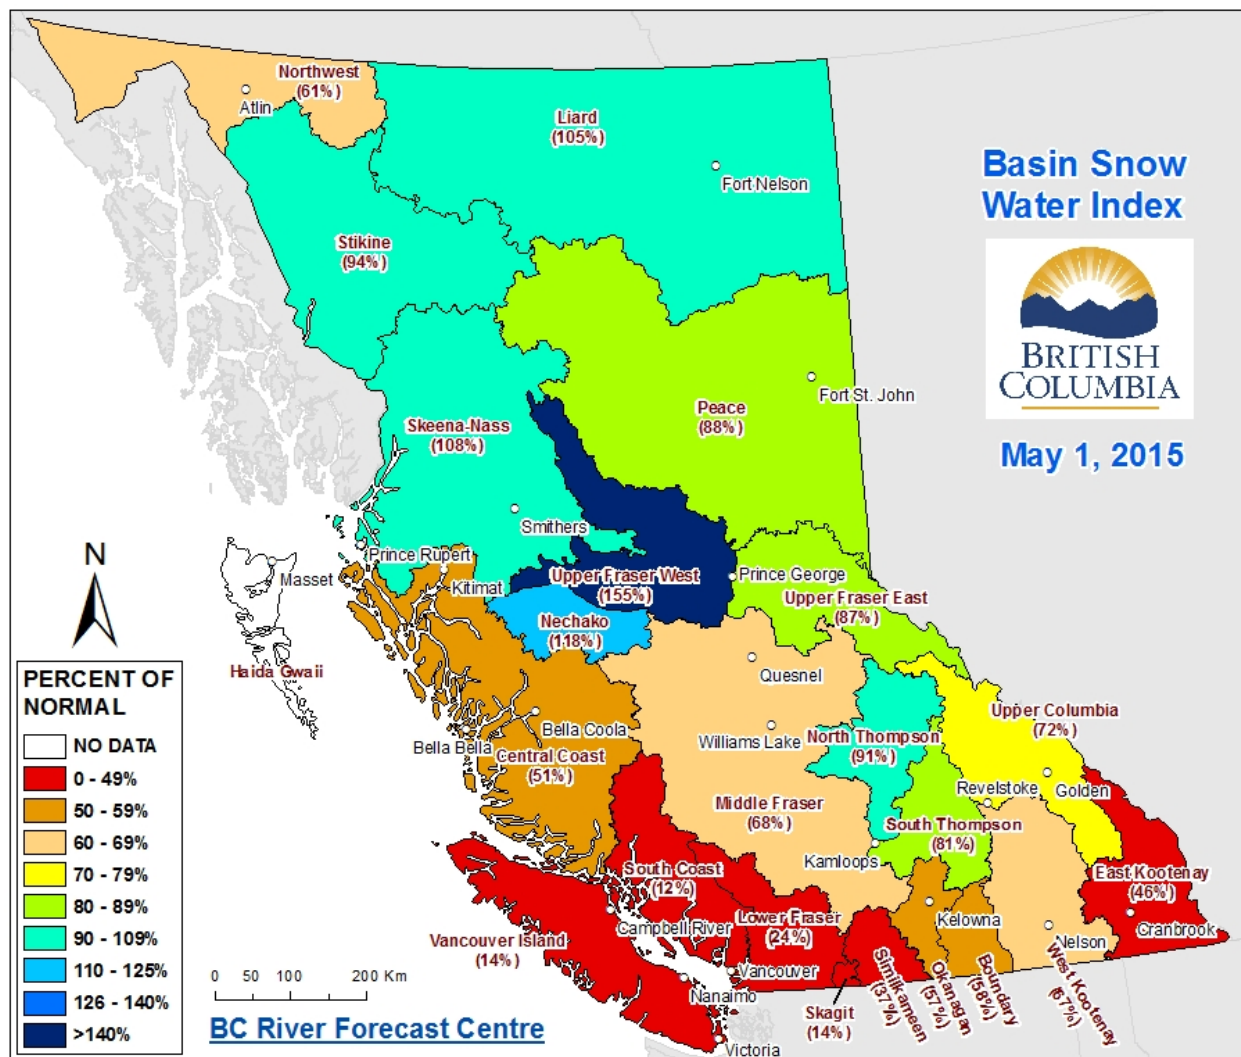 Northwest
(61%)
Atlin
Liard
(105%)
Fort Nelson
Basin Snow
Water Index
Stikine
(94%)
BRITISH
COLUMBIA
Fort St. John
Peace
(88%)
Skeena-Nass
(108%)
May 1, 2015
Smithers
N
Prince Rupert
Masset
Kitimat
Upper Fraser West
(155%)
Prince George
Upper Fraser East
(87%)
Nechako
(118%)
Haida Gwaii
Quesnel
PERCENT OF
NORMAL
NO DATA
0 - 49%
50 - 59%
60 - 69%
70 - 79%
80 - 89%
90 - 109%
110 - 125%
126 - 140%
>140%
Bella Coola
Bella Bella
Central Coast
(51%)
Williams Lake
North Thompson
(91%)
Upper Columbia
(72%)
Revelstoke
Golden
Middle Fraser
(68%)
South Thompson
(81%)
Kamloops
South Coast
(12%)
East Kootenay
(46%)
Kelowna
Cranbrook
Campbell River
Lower Fraser
(24%)
Nelson
Vancouver Island
(14%)
Vancouver
Nanaimo
Skagit
(14%)
Similkameen
(37%)
Okanagan
(57%)
Boundary
(58%)
West Kootenay
(67%)
0 50 100 200 Km
BC River Forecast Centre
Victoria